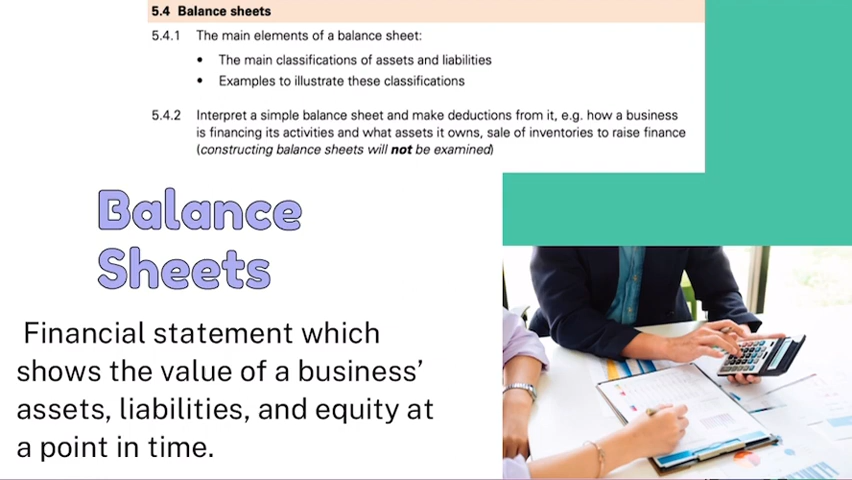 5.4 Balance sheets
5.4.1 The main elements of a balance sheet:
• The main classifications of assets and liabilities
• Examples to illustrate these classifications
5.4.2 Interpret a simple balance sheet and make deductions from it, e.g. how a business
is financing its activities and what assets it owns, sale of inventories to raise finance
(constructing balance sheets will not be examined)
Balance
Sheets
Financial statement which
shows the value of a business’
assets, liabilities, and equity at
a point in time.